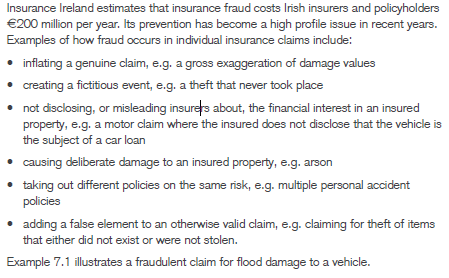 Insurance Ireland estimates that insurance fraud costs Irish insurers and policyholders
€200 million per year. Its prevention has become a high profile issue in recent years.
Examples of how fraud occurs in individual insurance claims include:
• inflating a genuine claim, e.g. a gross exaggeration of damage values
• creating a fictitious event, e.g. a theft that never took place
• not disclosing, or misleading insurers about, the financial interest in an insured
property, e.g. a motor claim where the insured does not disclose that the vehicle is
the subject of a car loan
• causing deliberate damage to an insured property, e.g. arson
• taking out different policies on the same risk, e.g. multiple personal accident
policies
• adding a false element to an otherwise valid claim, e.g. claiming for theft of items
that either did not exist or were not stolen.
Example 7.1 illustrates a fraudulent claim for flood damage to a vehicle.